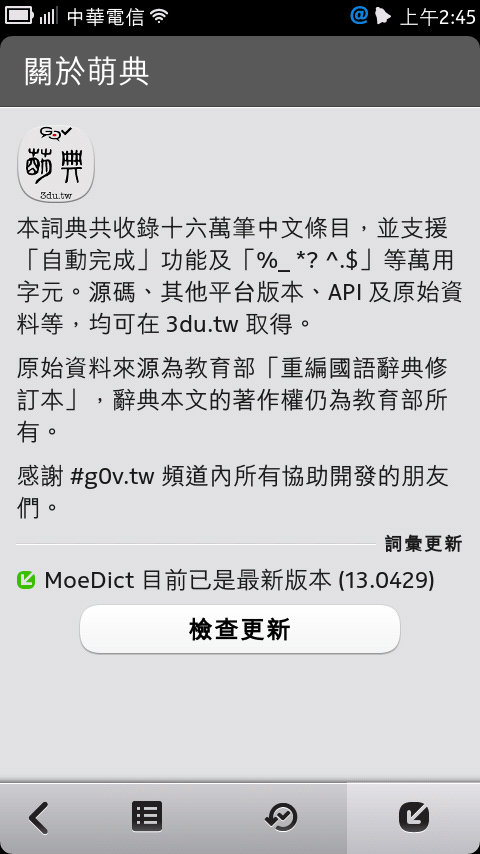 中華電信
上午2:45
關於萌典
G0V
萌典
3du.tw
本詞典共收錄十六萬筆中文條目，並支援
「自動完成」功能及「%_ *? ^.$」等萬用
字元。源碼、其他平台版本、API 及原始資
料等，均可在 3du.tw 取得。
原始資料來源為教育部「重編國語辭典修
訂本」，辭典本文的著作權仍為教育部所
有。
感謝 #g0v.tw 頻道內所有協助開發的朋友
們。
詞彙更新
MoeDict 目前已是最新版本 (13.0429)
檢查更新